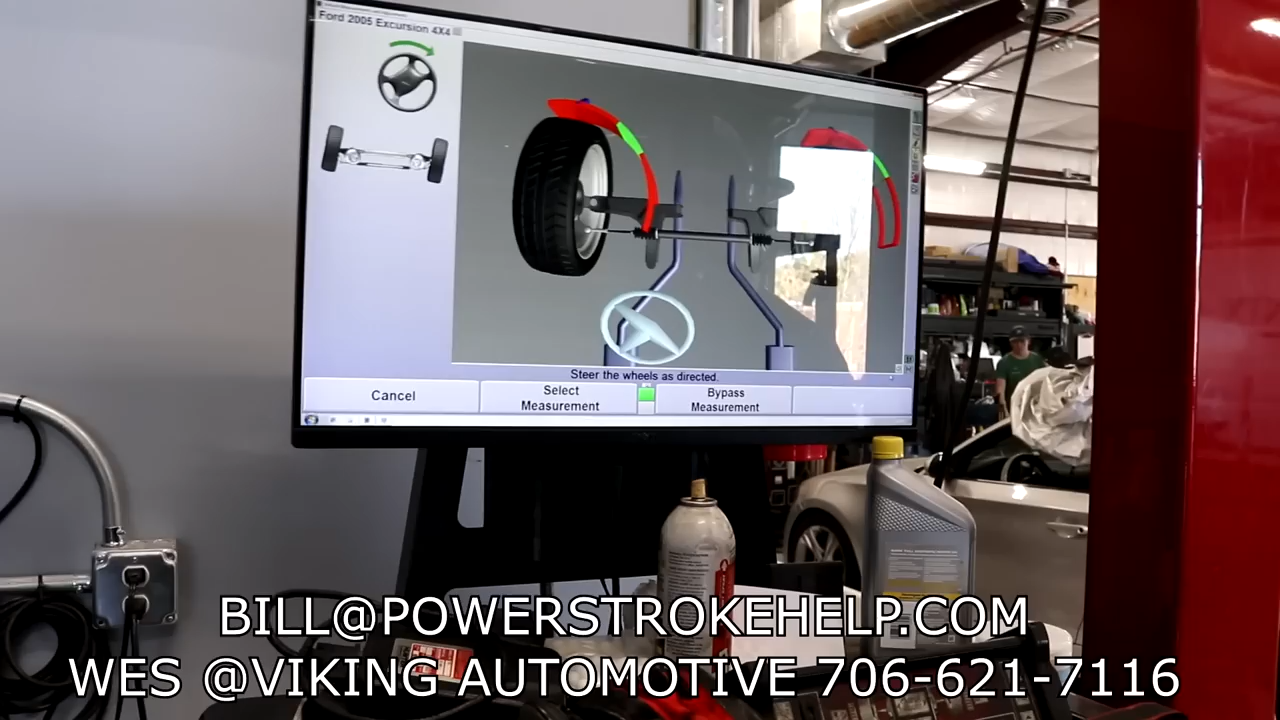 Ford 2005 Excursion 4X4
Steer the wheels as directed.
Cancel
Select
Measurement
Bypass
Measurement
BILL@POWERSTROKEHELP.COM
WES @VIKING AUTOMOTIVE 706-621-7116